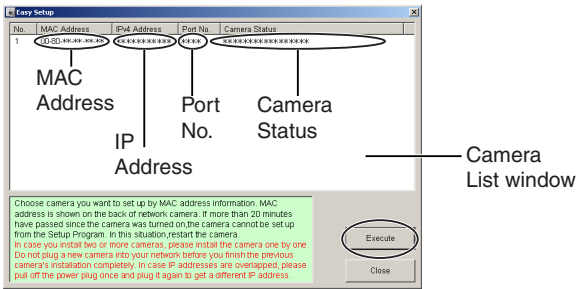 Easy Setup
No. MAC Address IPv4 Address Port No. Camera Status
1 00-80-**-**-**-** *********** **** *****************
MAC Address
IP Address
Port No.
Camera Status
Camera List window
Choose camera you want to set up by MAC address information. MAC
address is shown on the back of network camera. If more than 20 minutes
have passed since the camera was turned on,the camera cannot be set up
from the Setup Program. In this situation,restart the camera.
In case you install two or more cameras, please install the camera one by one.
Do not plug a new camera into your network before you finish the previous
camera's installation completely. In case IP addresses are overlapped, please
pull off the power plug once and plug it again to get a different IP address.
Execute
Close